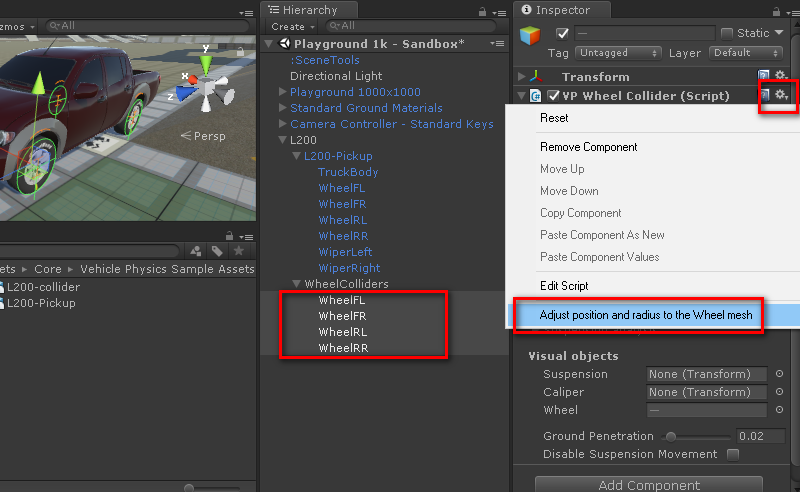 zmos
All
Persp
y
x
z
ets ▸ Core ▸ Vehicle Physics Sample Assets
L200-collider
L200-Pickup
Hierarchy
Create
All
Playground 1k - Sandbox*
:SceneTools
Directional Light
Playground 1000x1000
Standard Ground Materials
Camera Controller - Standard Keys
L200
L200-Pickup
TruckBody
WheelFL
WheelFR
WheelRL
WheelRR
WiperLeft
WiperRight
WheelColliders
WheelFL
WheelFR
WheelRL
WheelRR
Inspector
—
Static
Tag Untagged Layer Default
Transform
VP Wheel Collider (Script)
Reset
Remove Component
Move Up
Move Down
Copy Component
Paste Component As New
Paste Component Values
Edit Script
Adjust position and radius to the Wheel mesh
Visual objects
Suspension None (Transform)
Caliper None (Transform)
Wheel —
Ground Penetration 0.02
Disable Suspension Movement
Add Component